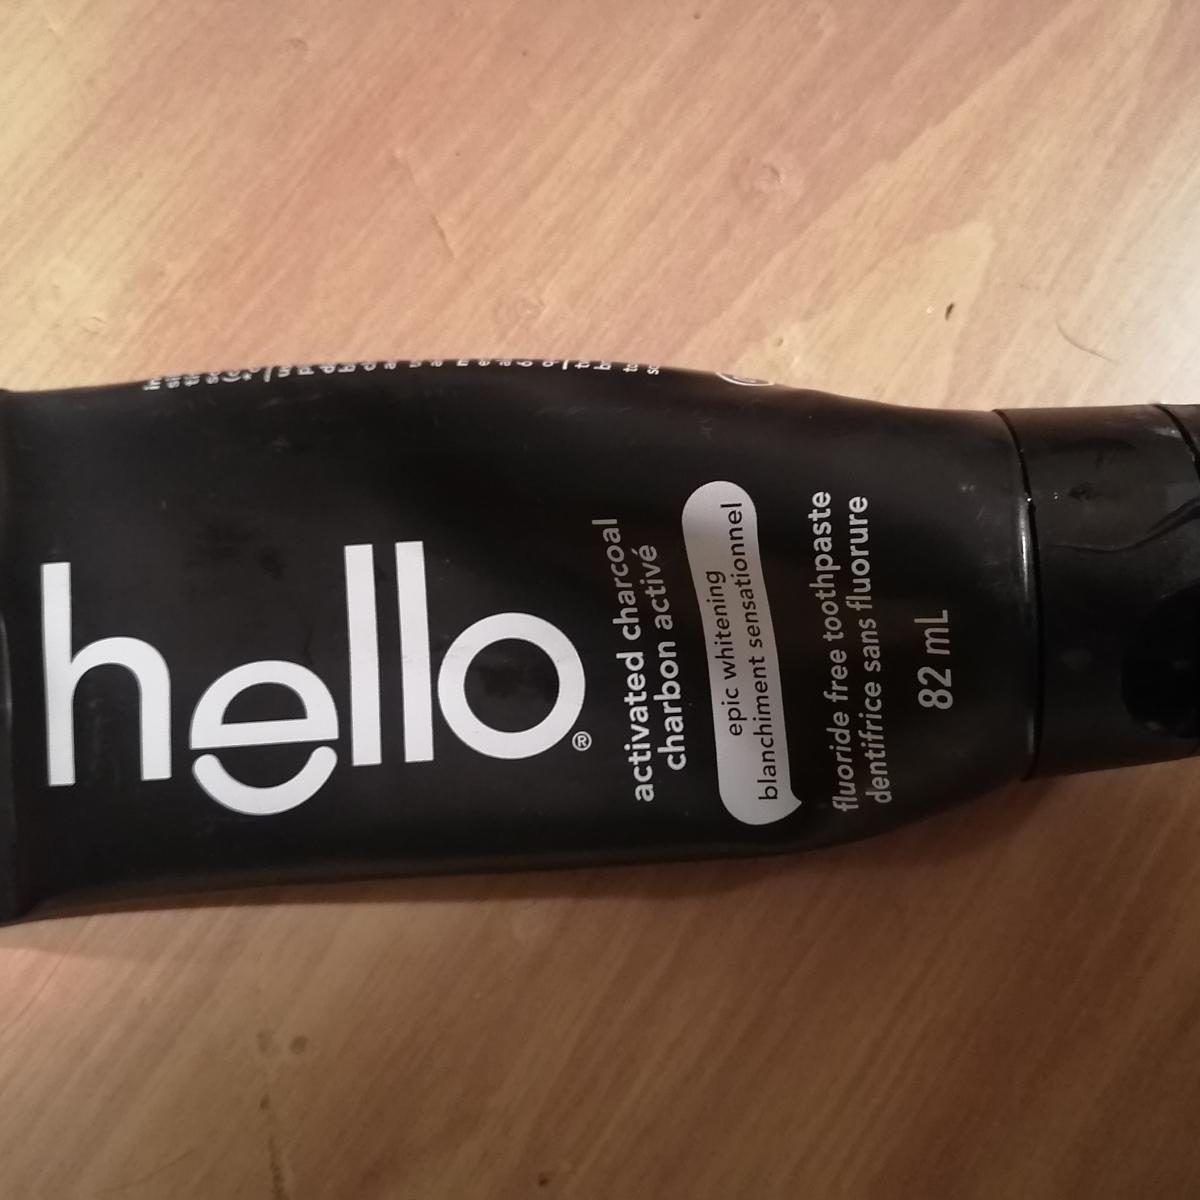 hello®
activated charcoal
charbon activé
epic whitening
blanchiment sensationnel
fluoride free toothpaste
dentifrice sans fluorure
82 mL